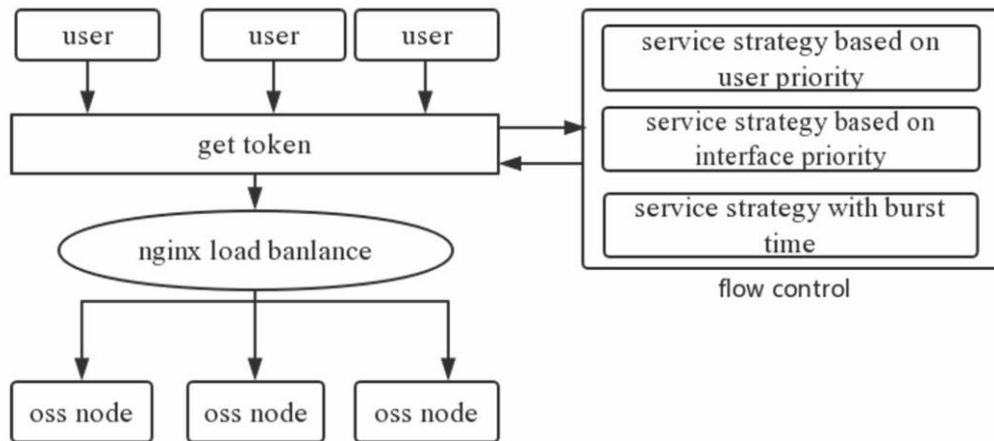 user
user
user
get token
nginx load banlance
oss node
oss node
oss node
service strategy based on
user priority
service strategy based on
interface priority
service strategy with burst
time
flow control